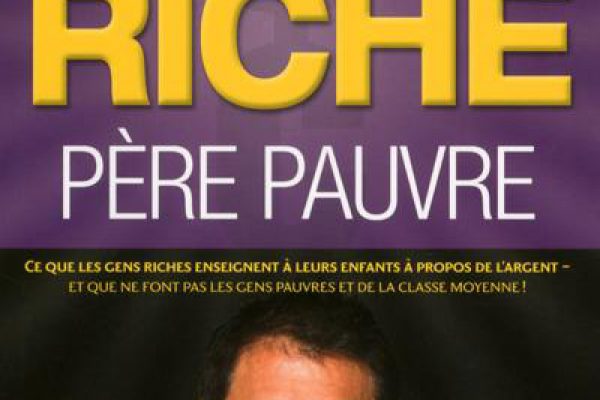 RICHE
PÈRE PAUVRE
CE QUE LES GENS RICHES ENSEIGNENT À LEURS ENFANTS À PROPOS DE L'ARGENT –
ET QUE NE FONT PAS LES GENS PAUVRES ET DE LA CLASSE MOYENNE !